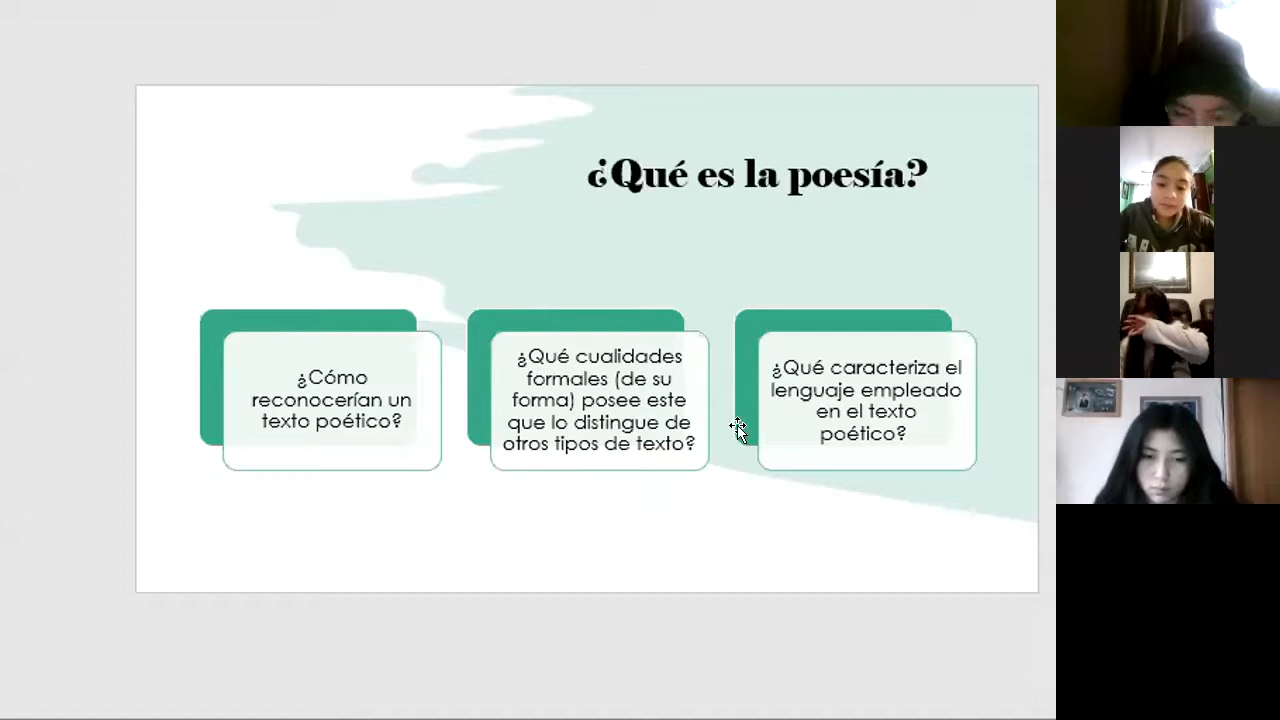 ¿Qué es la poesía?
¿Cómo
reconocerían un
texto poético?
¿Qué cualidades
formales (de su
forma) posee este
que lo distingue de
otros tipos de texto?
¿Qué caracteriza el
lenguaje empleado
en el texto
poético?